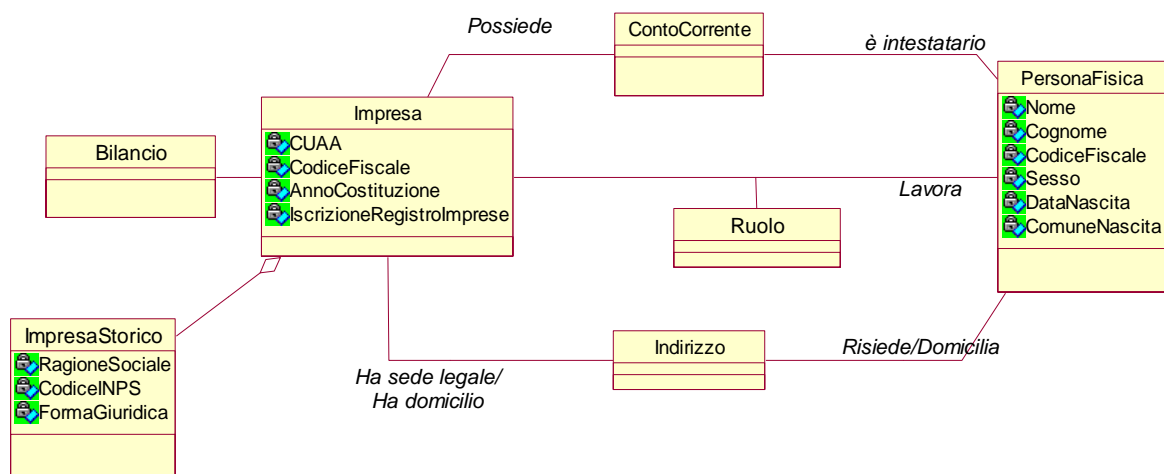 Possiede
ContoCorrente
è intestatario
PersonaFisica
Nome
Cognome
CodiceFiscale
Sesso
DataNascita
ComuneNascita
Impresa
CUAA
CodiceFiscale
AnnoCostituzione
IscrizioneRegistroImprese
Bilancio
Lavora
Ruolo
ImpresaStorico
RagioneSociale
CodiceINPS
FormaGiuridica
Ha sede legale/
Ha domicilio
Indirizzo
Risiede/Domicilia